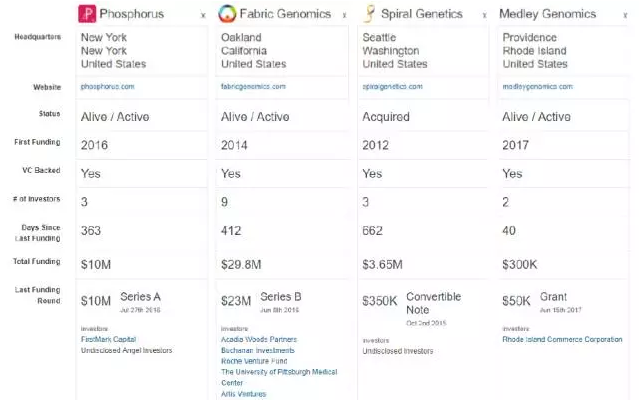 Phosphorus x Fabric Genomics x Spiral Genetics x Medley Genomics x
Headquarters New York Oakland Seattle Providence
New York California Washington Rhode Island
United States United States United States United States
Website phosphorus.com fabricgenomics.com spiralgenetics.com medleygenomics.com
Status Alive / Active Alive / Active Acquired Alive / Active
First Funding 2016 2014 2012 2017
VC Backed Yes Yes Yes Yes
# of Investors 3 9 3 2
Days Since
Last Funding 363 412 662 40
Total Funding $10M $29.8M $3.65M $300K
Last Funding
Round $10M Series A $23M Series B $350K Convertible Note $50K Grant
Jul 27th 2016 Jun 8th 2016 Oct 2nd 2015 Jun 15th 2017
Investors Investors Investors Investors
FirstMark Capital Acadia Woods Partners Undisclosed Investors Rhode Island Commerce Corporation
Undisclosed Angel Investors Buchanan Investments
Roche Venture Fund
The University of Pittsburgh Medical
Center
Artis Ventures